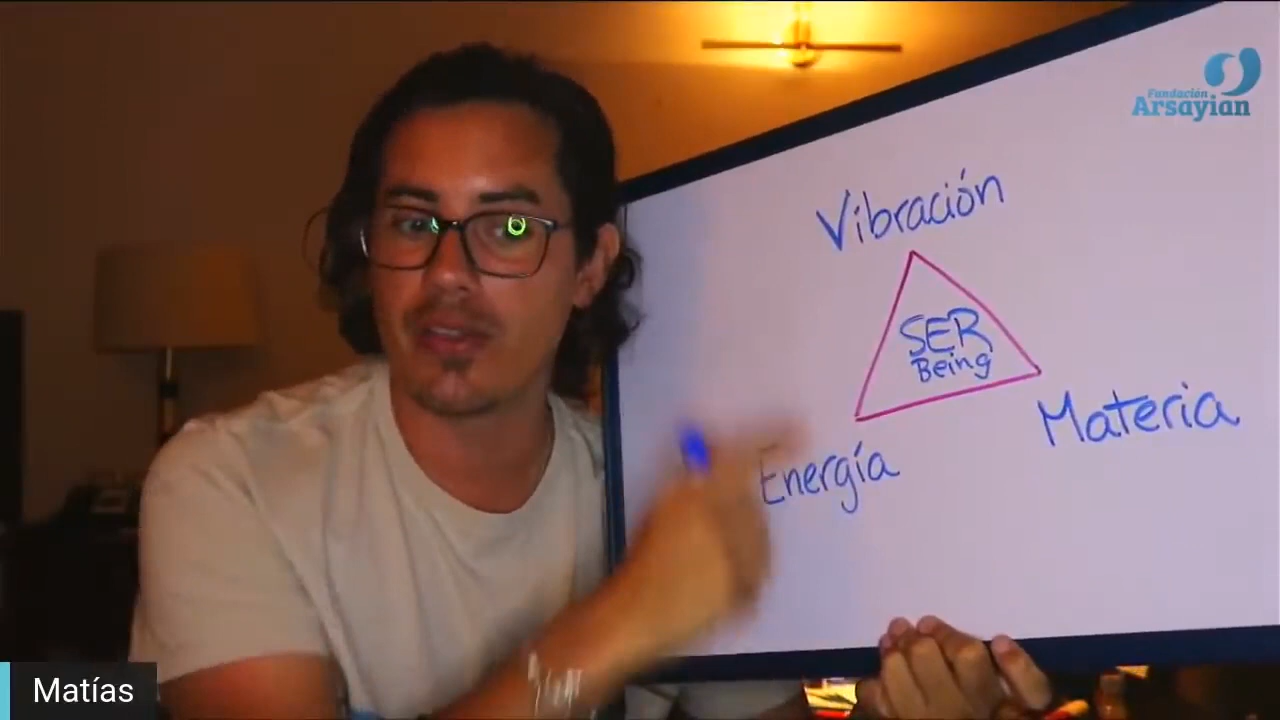 Fundación
Arsayian
Vibración
SER
Being
Materia
Energía
Matías